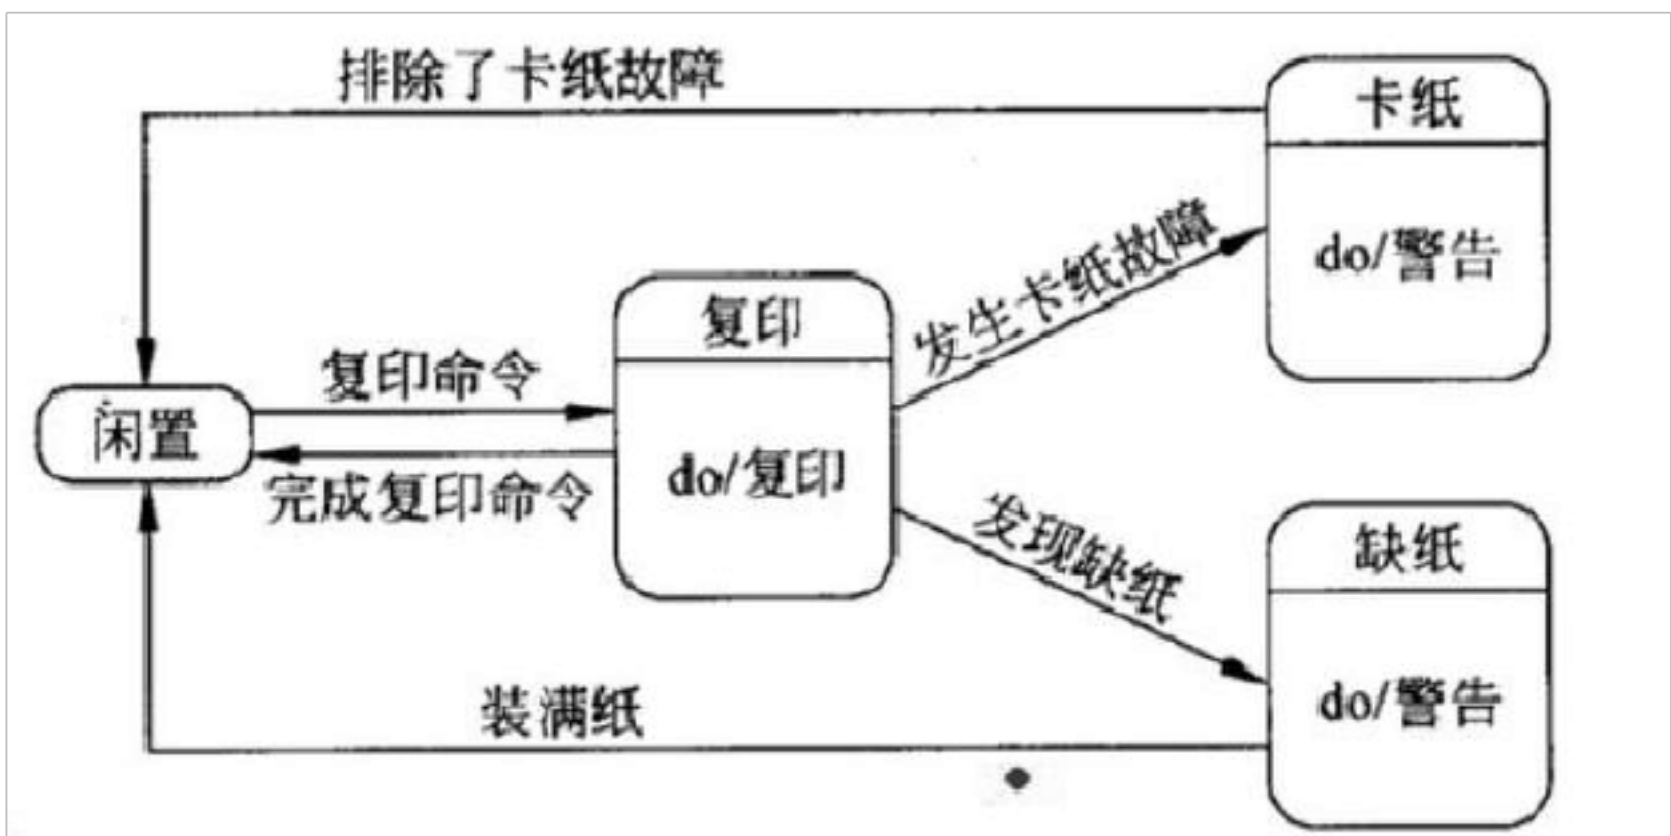 排除了卡纸故障
卡纸
do/警告
发生卡纸故障
复印
复印命令
闲置
do/复印
完成复印命令
发现缺纸
缺纸
do/警告
装满纸